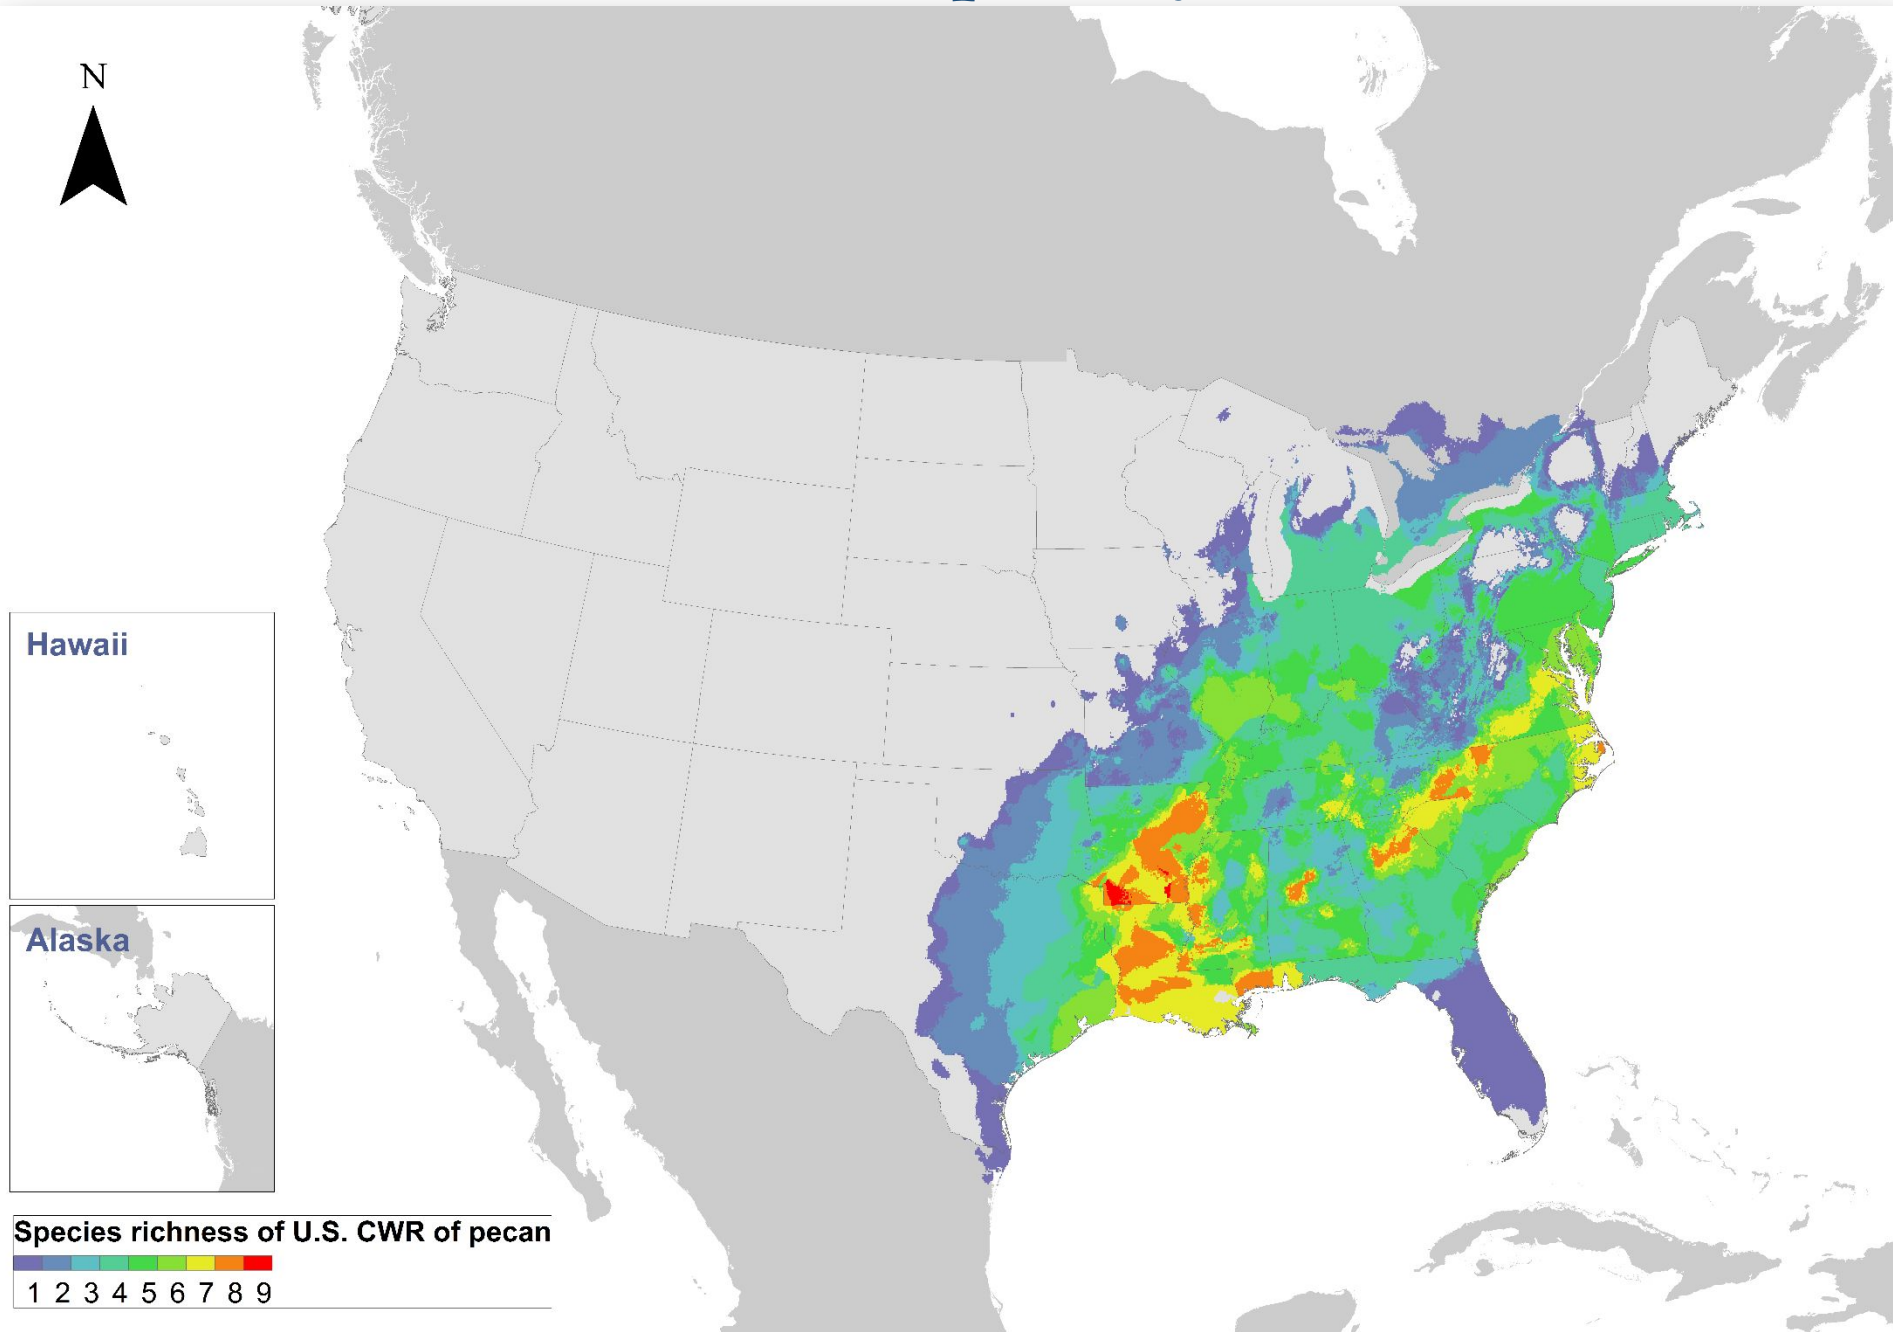 N
Hawaii
Alaska
Species richness of U.S. CWR of pecan
1 2 3 4 5 6 7 8 9